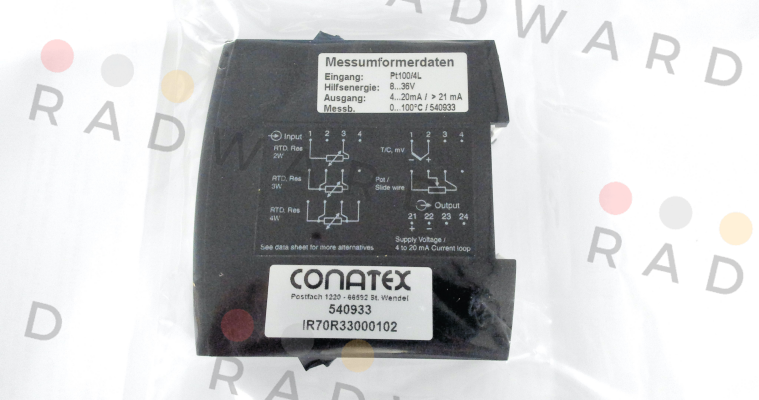 RADWARD
RADWARD
RADWA
D
RADWARD
Messumformerdaten
Eingang: Pt100/4L
Hilfsenergie: 8...36V
Ausgang: 4...20mA / > 21 mA
Messb. 0...100°C / 540933
Input 1 2 3 4
RTD, Res
2W
RTD, Res
3W
RTD, Res
4W
See data sheet for more alternatives
1 2 3 4
T/C, mV
+
Pot /
Slide wire
Output
21 22 23 24
+ −
Supply Voltage /
4 to 20 mA Current loop
CONATEX
Postfach 1220 - 66592 St. Wendel
540933
IR70R33000102